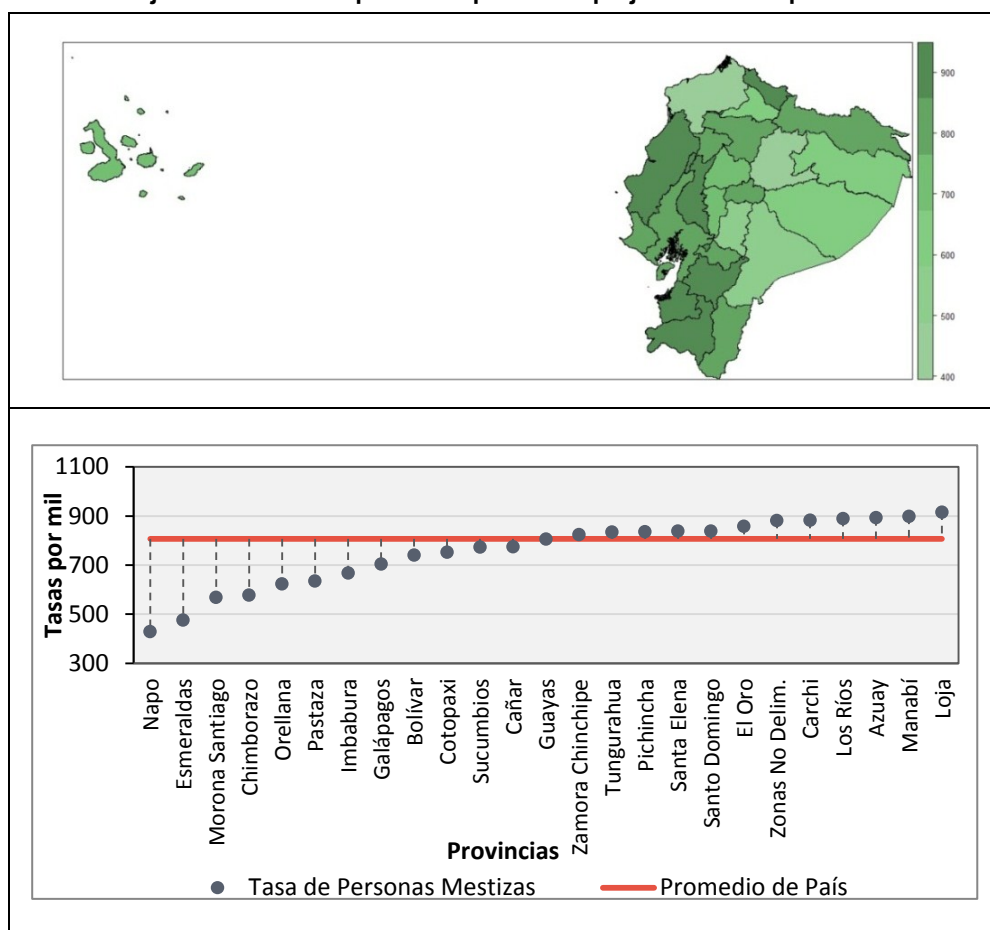 900
800
700
600
500
400
1100
900
700
500
300
Tasas por mil
Napo
Esmeraldas
Morona Santiago
Chimborazo
Orellana
Pastaza
Imbabura
Galápagos
Bolívar
Cotopaxi
Sucumbios
Cañar
Guayas
Zamora Chinchipe
Tungurahua
Pichincha
Santa Elena
Santo Domingo
El Oro
Zonas No Delim.
Carchi
Los Ríos
Azuay
Manabí
Loja
Provincias
Tasa de Personas Mestizas
Promedio de País